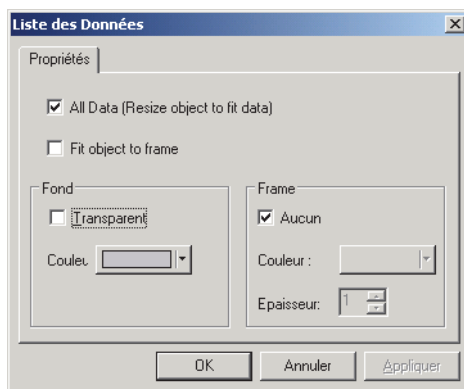 Liste des Données
Propriétés
All Data (Resize object to fit data)
Fit object to frame
Fond
Transparent
Couleu
Frame
Aucun
Couleur :
Epaisseur: 1
OK Annuler Appliquer